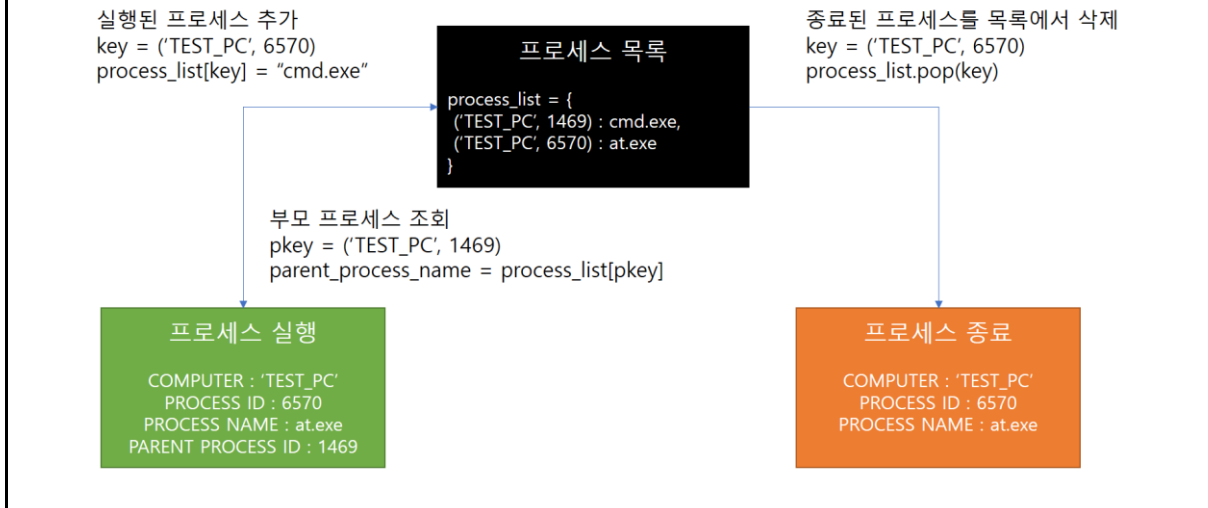 실행된 프로세스 추가
key = ('TEST_PC', 6570)
process_list[key] = "cmd.exe"
프로세스 목록
process_list = {
('TEST_PC', 1469) : cmd.exe,
('TEST_PC', 6570) : at.exe
}
종료된 프로세스를 목록에서 삭제
key = ('TEST_PC', 6570)
process_list.pop(key)
부모 프로세스 조회
pkey = ('TEST_PC', 1469)
parent_process_name = process_list[pkey]
프로세스 실행
COMPUTER : 'TEST_PC'
PROCESS ID : 6570
PROCESS NAME : at.exe
PARENT PROCESS ID : 1469
프로세스 종료
COMPUTER : 'TEST_PC'
PROCESS ID : 6570
PROCESS NAME : at.exe